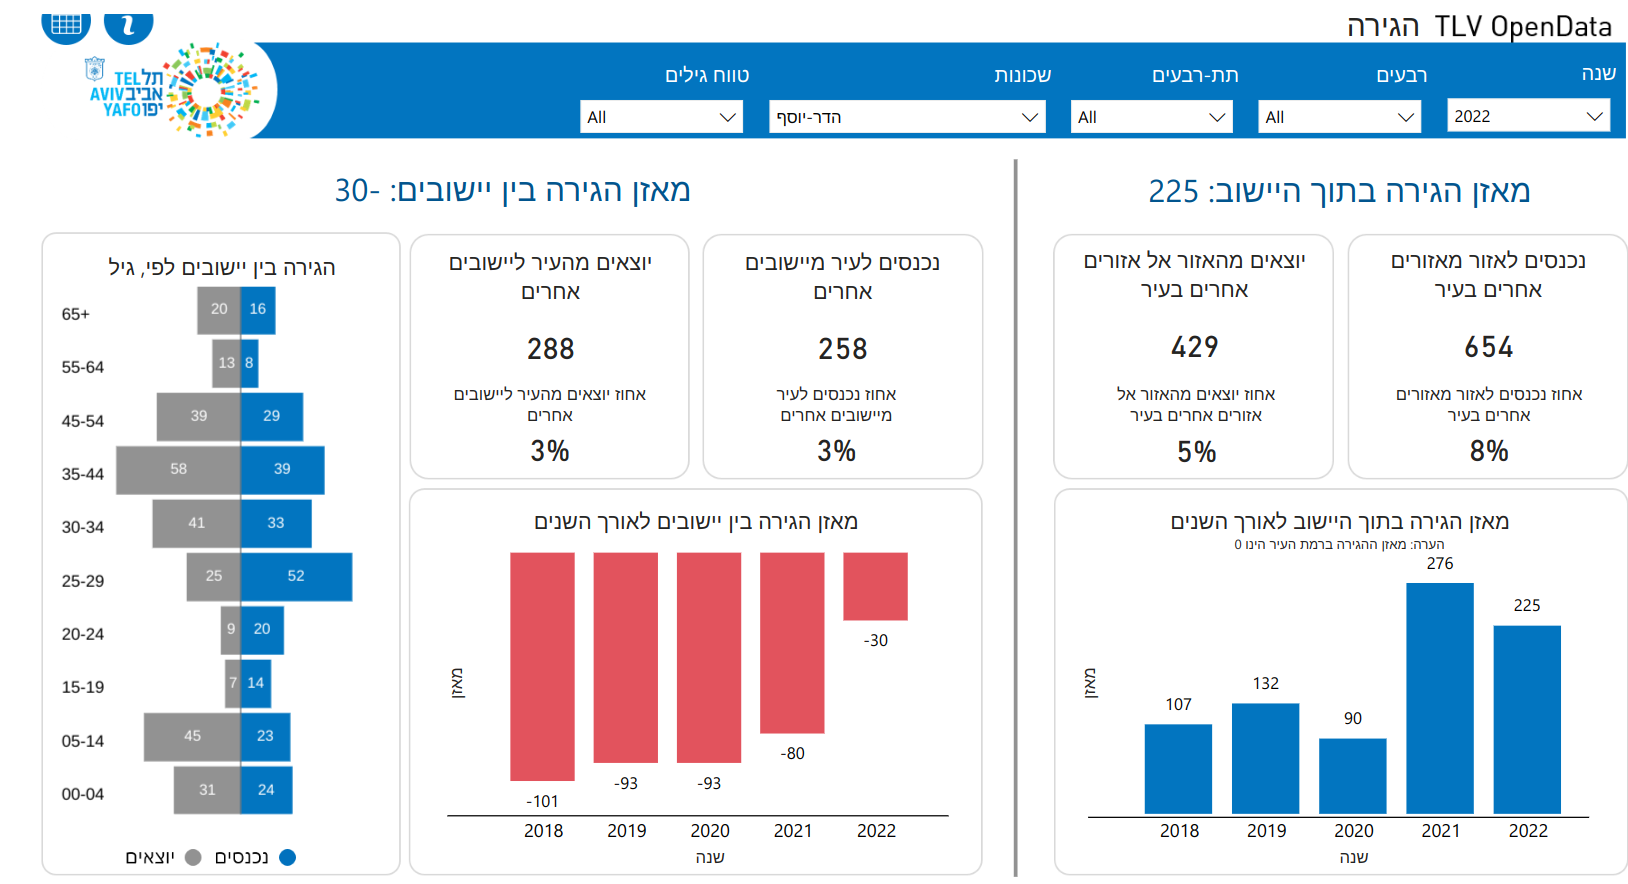 TLV OpenData הגירה
שנה
2022
רבעים
All
תת-רבעים
All
שכונות
הדר-יוסף
טווח גילים
All
TEL תל
AVIV אביב
YAFO יפו
מאזן הגירה בתוך היישוב: 225
נכנסים לאזור מאזורים
אחרים בעיר
654
אחוז נכנסים לאזור מאזורים
אחרים בעיר
8%
יוצאים מהאזור אל אזורים
אחרים בעיר
429
אחוז יוצאים מהאזור אל
אזורים אחרים בעיר
5%
מאזן הגירה בתוך היישוב לאורך השנים
הערה: מאזן ההגירה ברמת העיר הינו 0
מאזן
107
132
90
276
225
2018 2019 2020 2021 2022
שנה
מאזן הגירה בין יישובים: -30
נכנסים לעיר מיישובים
אחרים
258
אחוז נכנסים לעיר
מיישובים אחרים
3%
יוצאים מהעיר ליישובים
אחרים
288
אחוז יוצאים מהעיר ליישובים
אחרים
3%
מאזן הגירה בין יישובים לאורך השנים
מאזן
-101
-93
-93
-80
-30
2018 2019 2020 2021 2022
שנה
הגירה בין יישובים לפי, גיל
65+ 20 16
55-64 13 8
45-54 39 29
35-44 58 39
30-34 41 33
25-29 25 52
20-24 9 20
15-19 7 14
05-14 45 23
00-04 31 24
נכנסים יוצאים